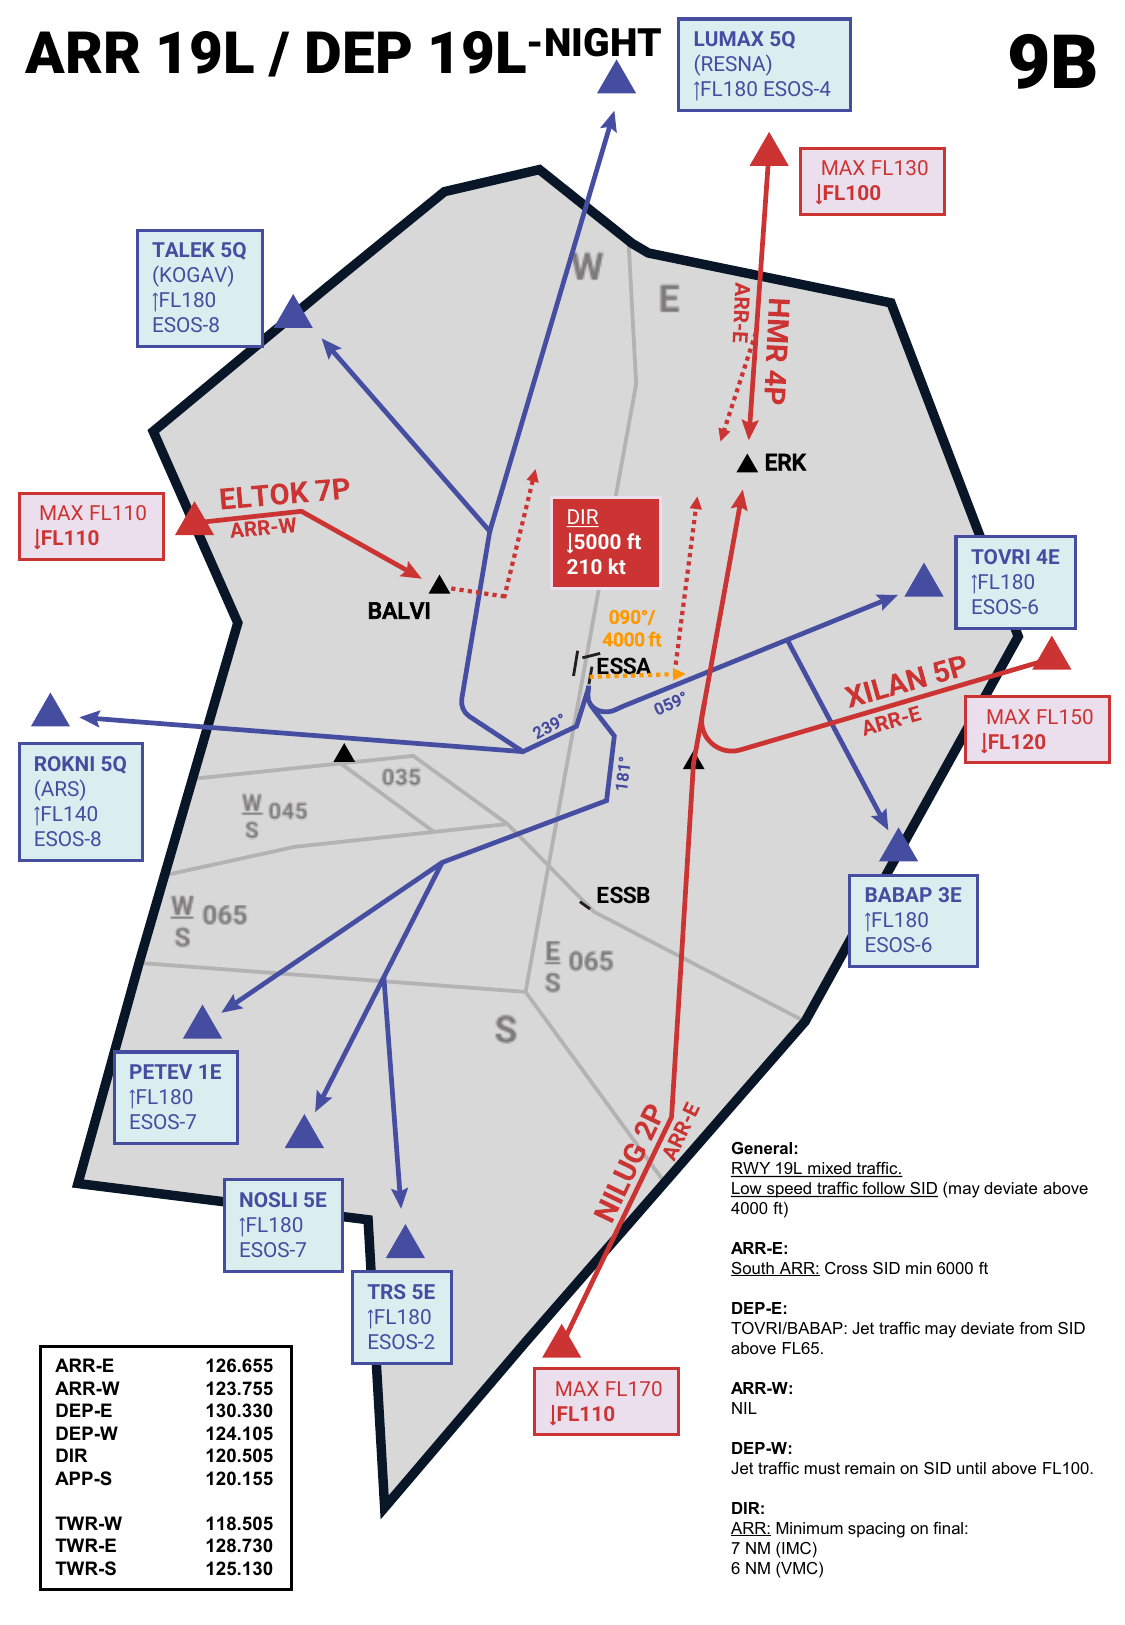 ARR 19L / DEP 19L-NIGHT
9B
LUMAX 5Q
(RESNA)
↑FL180 ESOS-4
MAX FL130
↓FL100
TALEK 5Q
(KOGAV)
↑FL180
ESOS-8
W
E
ARR-E
HMR 4P
ERK
MAX FL110
↓FL110
ELTOK 7P
ARR-W
BALVI
DIR
↓5000 ft
210 kt
TOVRI 4E
↑FL180
ESOS-6
090°/
4000 ft
ESSA
059°
239°
181°
XILAN 5P
ARR-E
MAX FL150
↓FL120
ROKNI 5Q
(ARS)
↑FL140
ESOS-8
035
W
S
045
W
S
065
ESSB
E
S
065
S
BABAP 3E
↑FL180
ESOS-6
PETEV 1E
↑FL180
ESOS-7
NOSLI 5E
↑FL180
ESOS-7
TRS 5E
↑FL180
ESOS-2
NILUG 2P
ARR-E
MAX FL170
↓FL110
General:
RWY 19L mixed traffic.
Low speed traffic follow SID (may deviate above
4000 ft)
ARR-E:
South ARR: Cross SID min 6000 ft
DEP-E:
TOVRI/BABAP: Jet traffic may deviate from SID
above FL65.
ARR-W:
NIL
DEP-W:
Jet traffic must remain on SID until above FL100.
DIR:
ARR: Minimum spacing on final:
7 NM (IMC)
6 NM (VMC)
ARR-E 126.655
ARR-W 123.755
DEP-E 130.330
DEP-W 124.105
DIR 120.505
APP-S 120.155
TWR-W 118.505
TWR-E 128.730
TWR-S 125.130